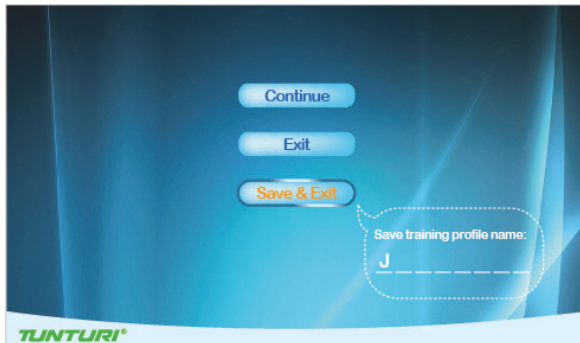 Continue
Exit
Save & Exit
Save training profile name:
J _ _ _ _ _ _ _
TUNTURI®